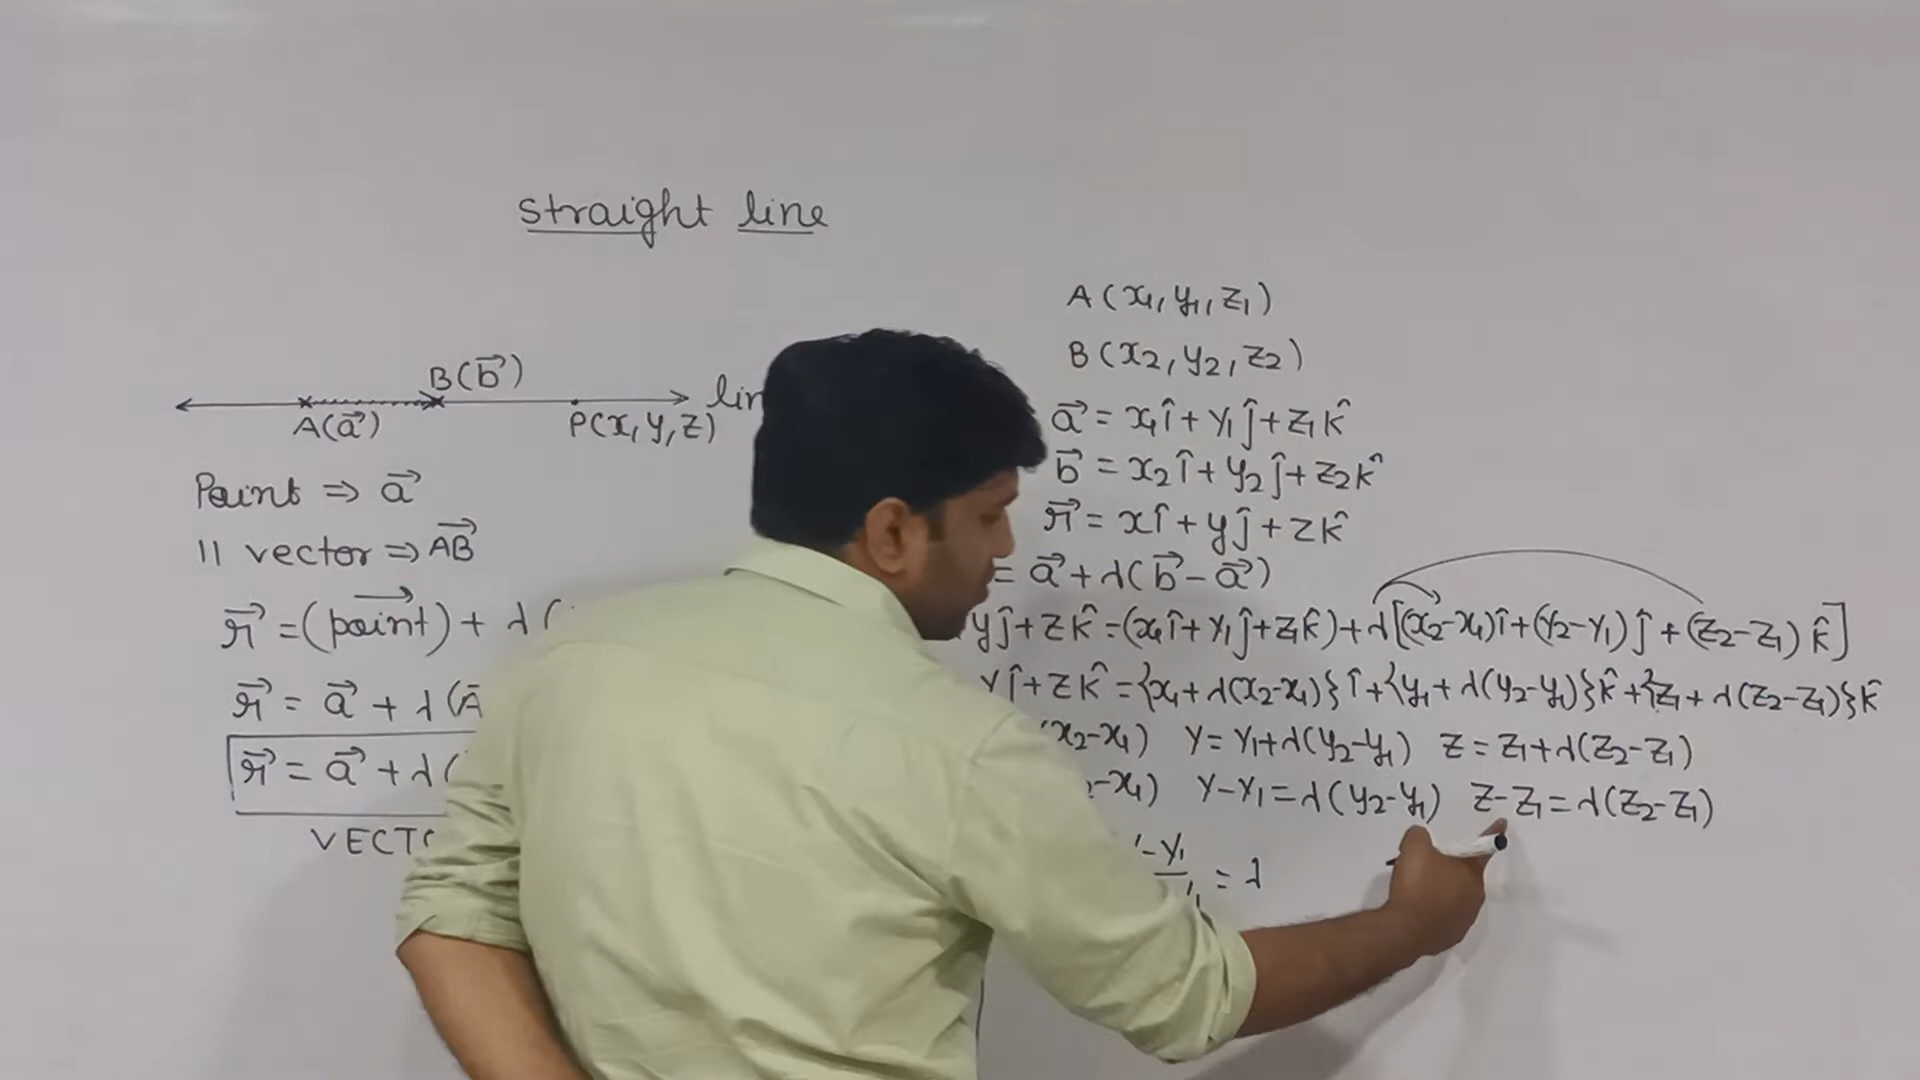 straight line
B(b⃗)
A(a⃗)
P(x, y, z)
Point ⇒ a⃗
|| vector ⇒ AB⃗
r⃗ = (point⃗) + λ(
r⃗ = a⃗ + λ(A
r⃗ = a⃗ + λ(
A(x₁, y₁, z₁)
B(x₂, y₂, z₂)
a⃗ = x₁î + y₁ĵ + z₁k̂
b⃗ = x₂î + y₂ĵ + z₂k̂
r⃗ = xî + yĵ + zk̂
= a⃗ + λ(b⃗ - a⃗)
yĵ + zk̂ = (x₁î + y₁ĵ + z₁k̂) + λ[(x₂-x₁)î + (y₂-y₁)ĵ + (z₂-z₁)k̂]
yĵ + zk̂ = {x₁ + λ(x₂-x₁)}î + {y₁ + λ(y₂-y₁)}k̂ + {z₁ + λ(z₂-z₁)}k̂
(x₂-x₁) y = y₁ + λ(y₂-y₁) z = z₁ + λ(z₂-z₁)
-x₁) y - y₁ = λ(y₂-y₁) z - z₁ = λ(z₂-z₁)
-y₁
= λ